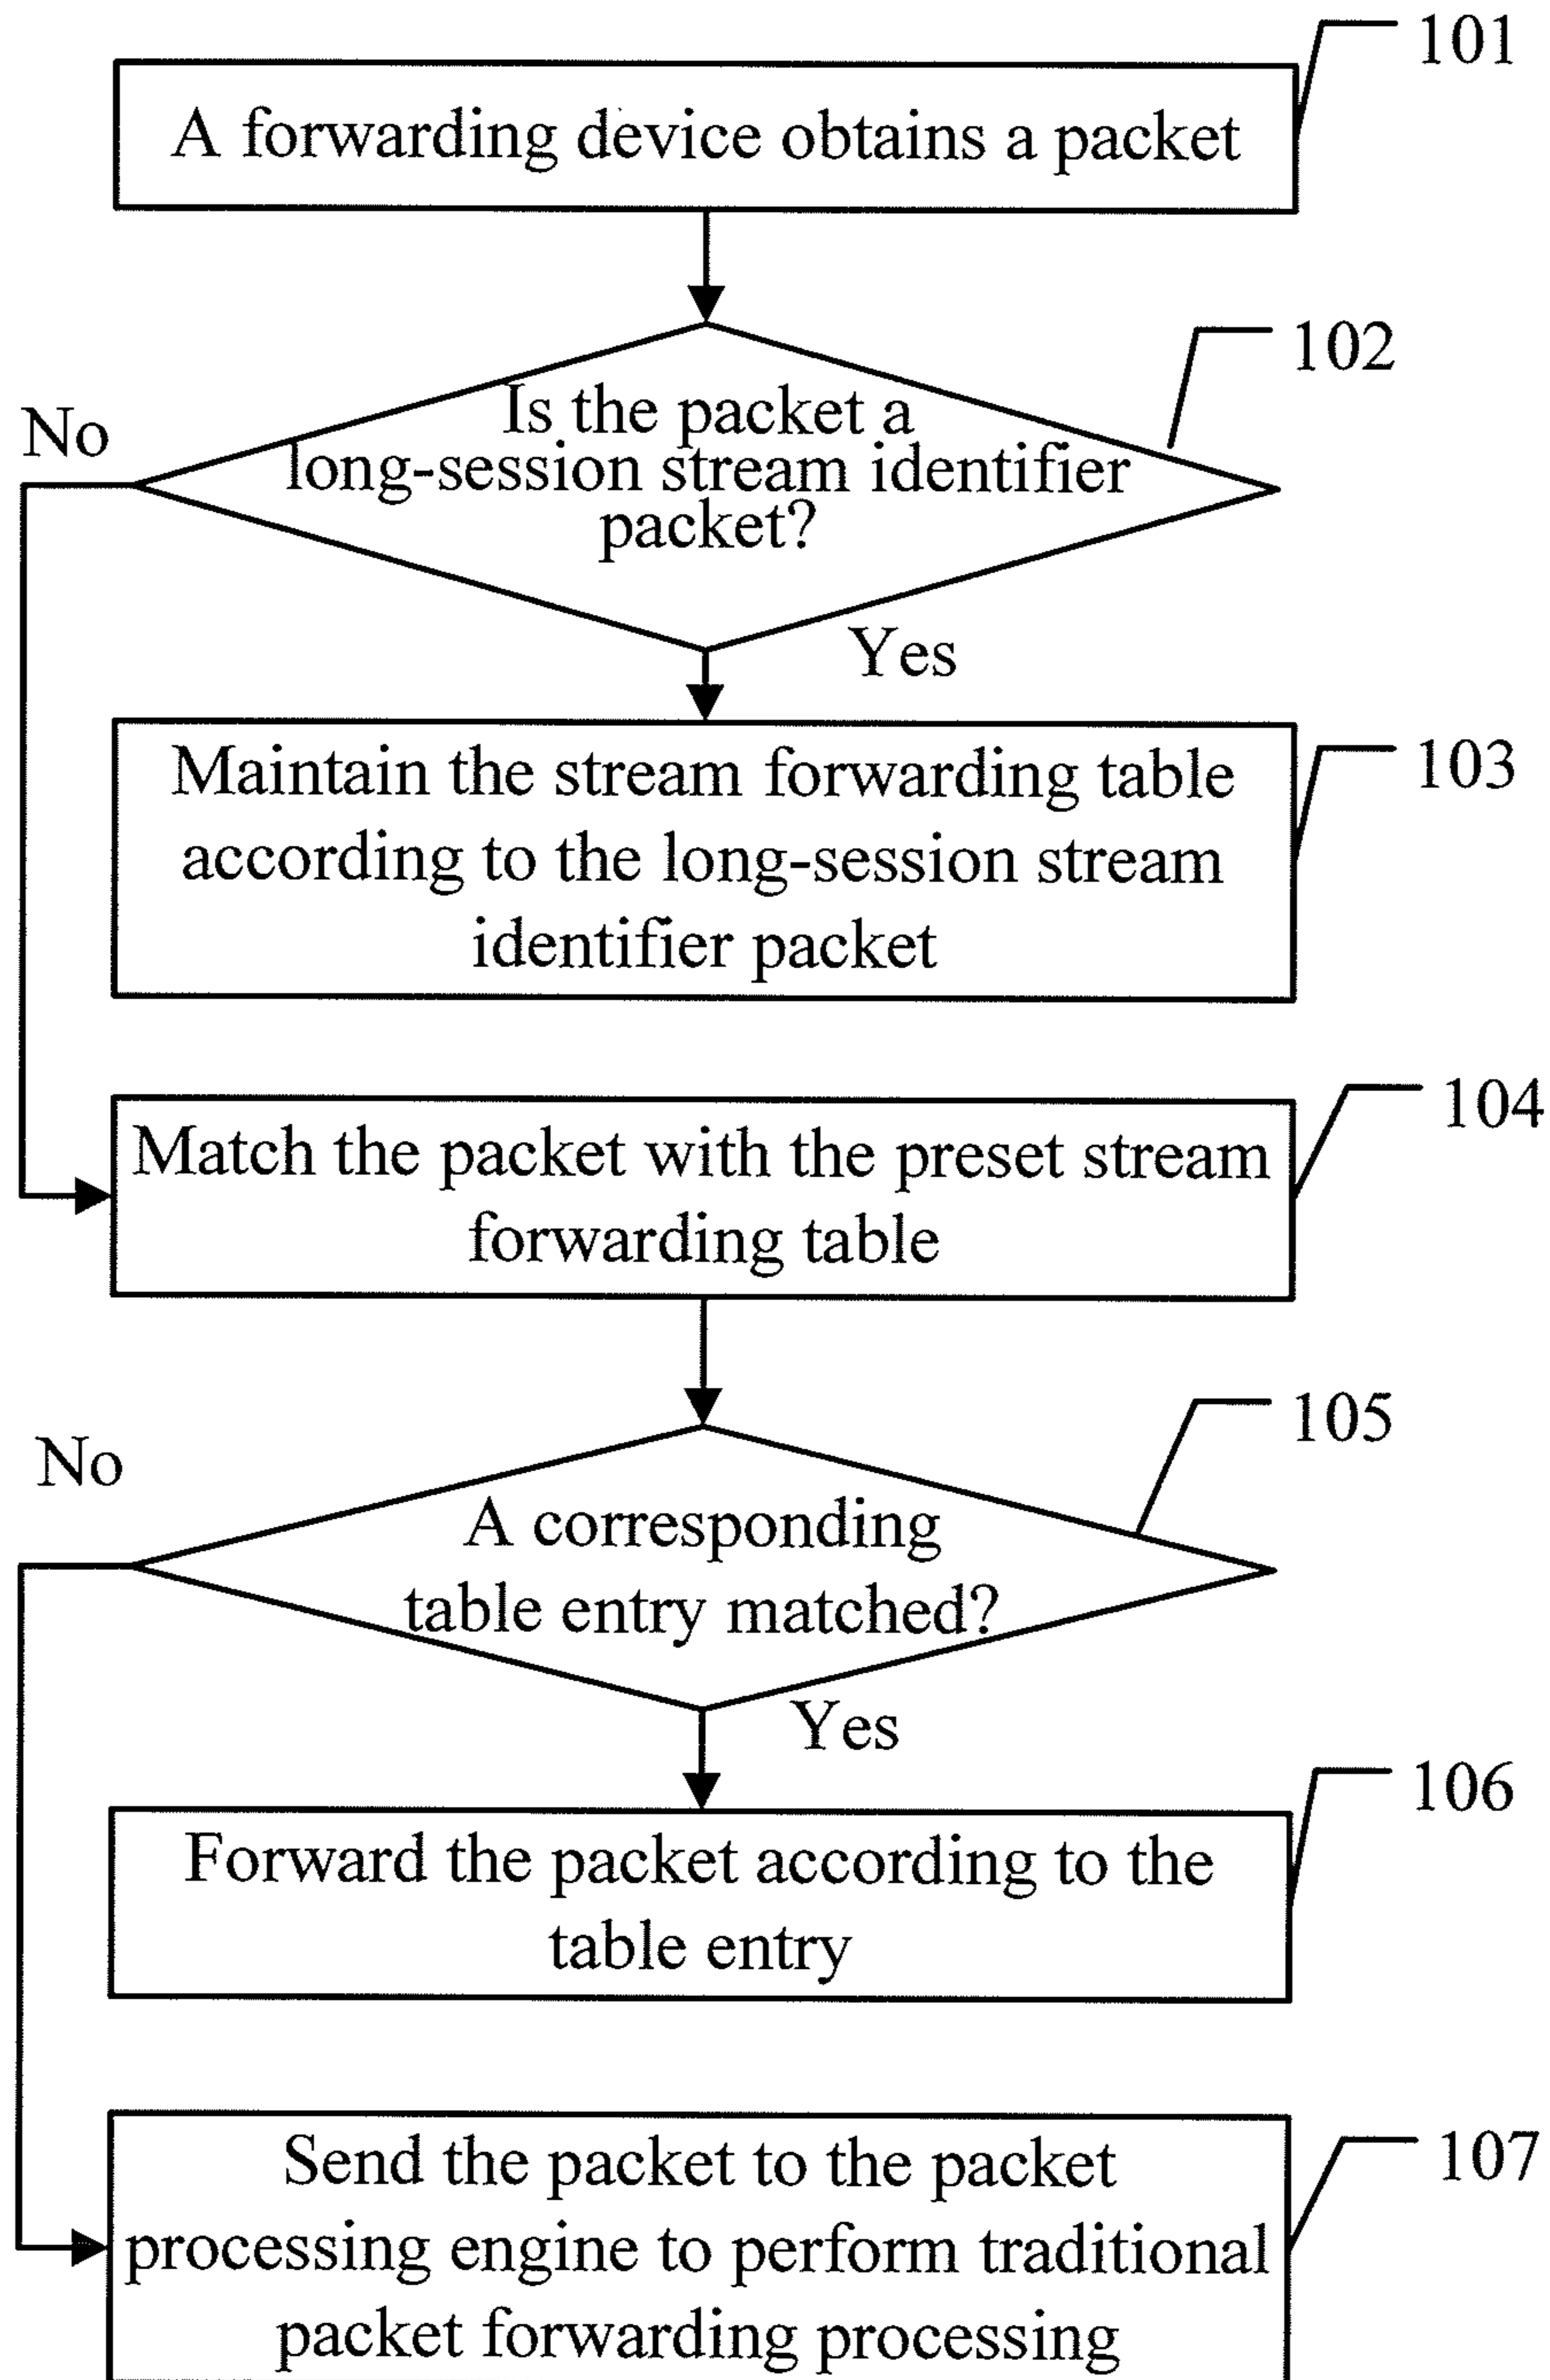 101
A forwarding device obtains a packet
102
Is the packet a
long-session stream identifier
packet?
No
Yes
Maintain the stream forwarding table
according to the long-session stream
identifier packet
103
104
Match the packet with the preset stream
forwarding table
105
No
A corresponding
table entry matched?
Yes
106
Forward the packet according to the
table entry
107
Send the packet to the packet
processing engine to perform traditional
packet forwarding processing